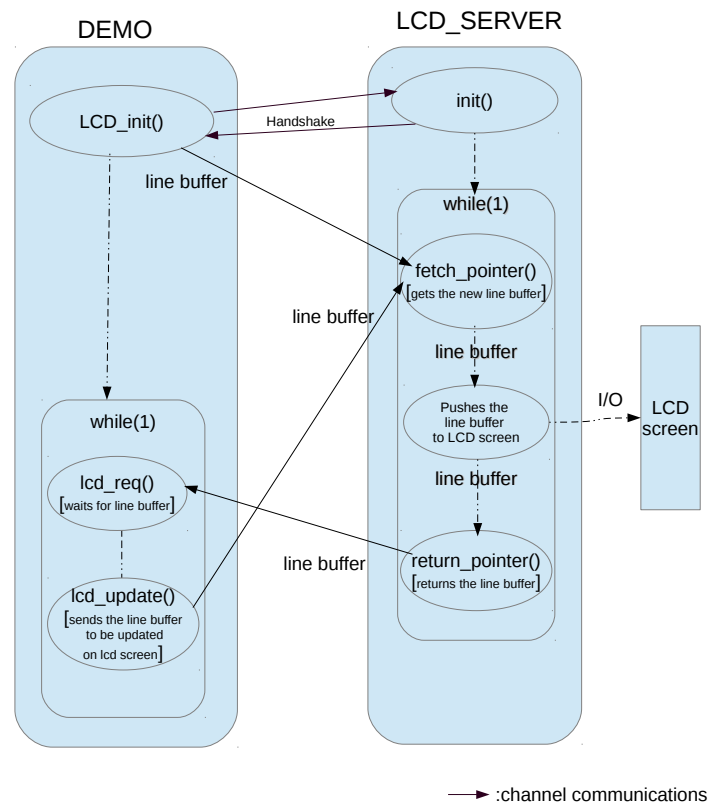 DEMO
LCD_SERVER
LCD_init()
init()
Handshake
line buffer
while(1)
fetch_pointer()
[gets the new line buffer]
line buffer
line buffer
I/O
LCD
screen
Pushes the
line buffer
to LCD screen
while(1)
line buffer
lcd_req()
[waits for line buffer]
line buffer
return_pointer()
[returns the line buffer]
lcd_update()
[sends the line buffer
to be updated
on lcd screen]
:channel communications